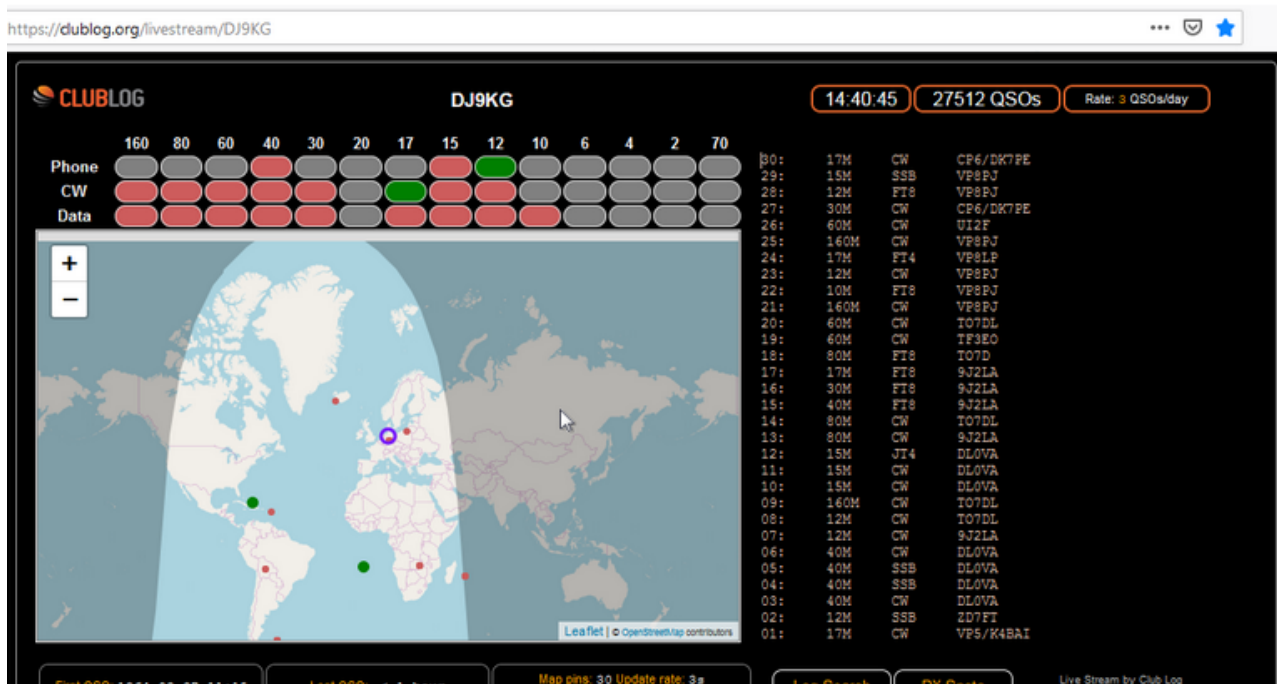 https://clublog.org/livestream/DJ9KG
CLUBLOG
DJ9KG
14:40:45
27512 QSOs
Rate: 3 QSOs/day
160 80 60 40 30 20 17 15 12 10 6 4 2 70
Phone
CW
Data
+
−
Leaflet | © OpenStreetMap contributors
30: 17M CW CP6/DK7PE
29: 15M SSB VP8PJ
28: 12M FT8 VP8PJ
27: 30M CW CP6/DK7PE
26: 60M CW UI2F
25: 160M CW VP8PJ
24: 17M FT4 VP8LP
23: 12M CW VP8PJ
22: 10M FT8 VP8PJ
21: 160M CW VP8PJ
20: 60M CW TO7DL
19: 60M CW TF3EO
18: 80M FT8 TO7D
17: 17M FT8 9J2LA
16: 30M FT8 9J2LA
15: 40M FT8 9J2LA
14: 80M CW TO7DL
13: 80M CW 9J2LA
12: 15M JT4 DL0VA
11: 15M CW DL0VA
10: 15M CW DL0VA
09: 160M CW TO7DL
08: 12M CW TO7DL
07: 12M CW 9J2LA
06: 40M CW DL0VA
05: 40M SSB DL0VA
04: 40M SSB DL0VA
03: 40M CW DL0VA
02: 12M SSB ZD7FT
01: 17M CW VP5/K4BAI
Map pins: 30 Update rate: 3s
Log Search
DX Spots
Live Stream by Club Log